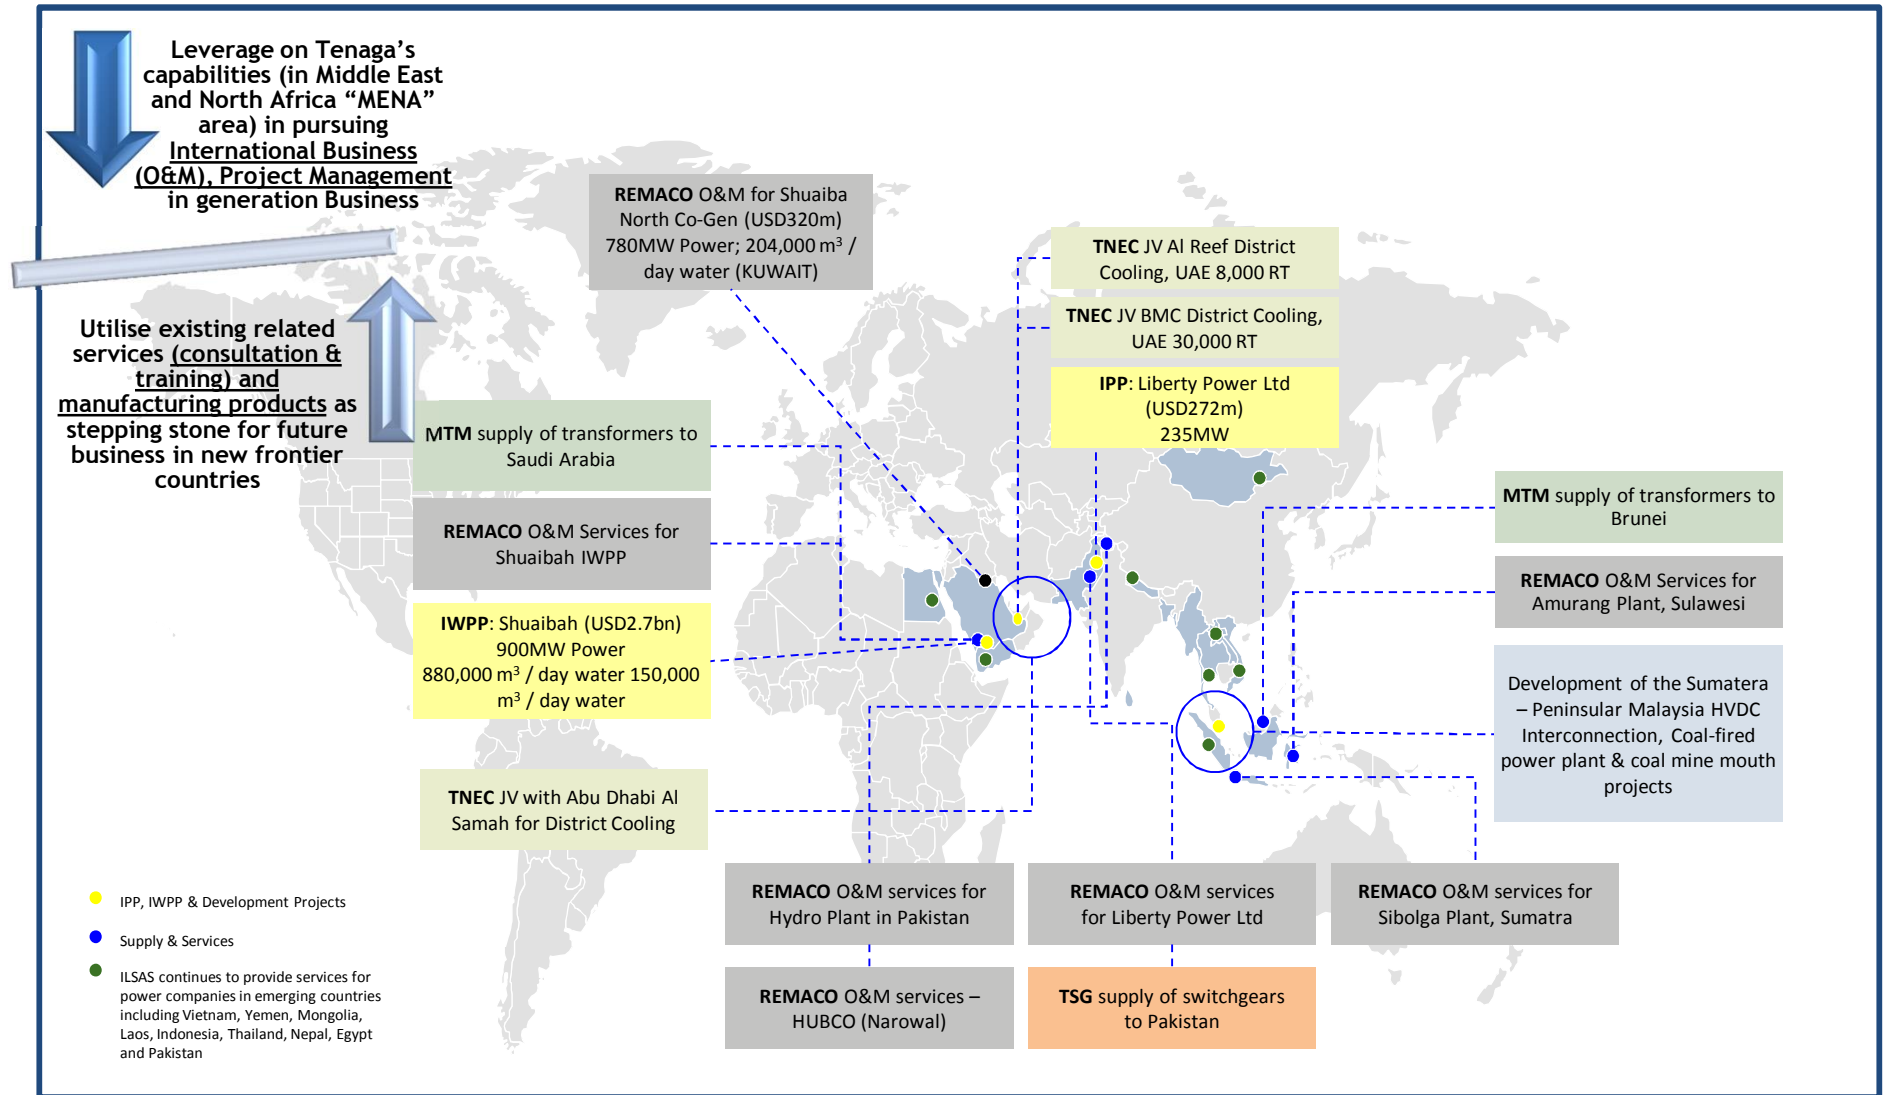 Leverage on Tenaga’s
capabilities (in Middle East
and North Africa “MENA”
area) in pursuing
International Business
(O&M), Project Management
in generation Business
Utilise existing related
services (consultation &
training) and
manufacturing products as
stepping stone for future
business in new frontier
countries
REMACO O&M for Shuaiba
North Co-Gen (USD320m)
780MW Power; 204,000 m³ /
day water (KUWAIT)
TNEC JV Al Reef District
Cooling, UAE 8,000 RT
TNEC JV BMC District Cooling,
UAE 30,000 RT
IPP: Liberty Power Ltd
(USD272m)
235MW
MTM supply of transformers to
Saudi Arabia
REMACO O&M Services for
Shuaibah IWPP
IWPP: Shuaibah (USD2.7bn)
900MW Power
880,000 m³ / day water 150,000
m³ / day water
TNEC JV with Abu Dhabi Al
Samah for District Cooling
MTM supply of transformers to
Brunei
REMACO O&M Services for
Amurang Plant, Sulawesi
Development of the Sumatera
– Peninsular Malaysia HVDC
Interconnection, Coal-fired
power plant & coal mine mouth
projects
REMACO O&M services for
Hydro Plant in Pakistan
REMACO O&M services
for Liberty Power Ltd
REMACO O&M services for
Sibolga Plant, Sumatra
REMACO O&M services –
HUBCO (Narowal)
TSG supply of switchgears
to Pakistan
IPP, IWPP & Development Projects
Supply & Services
ILSAS continues to provide services for
power companies in emerging countries
including Vietnam, Yemen, Mongolia,
Laos, Indonesia, Thailand, Nepal, Egypt
and Pakistan